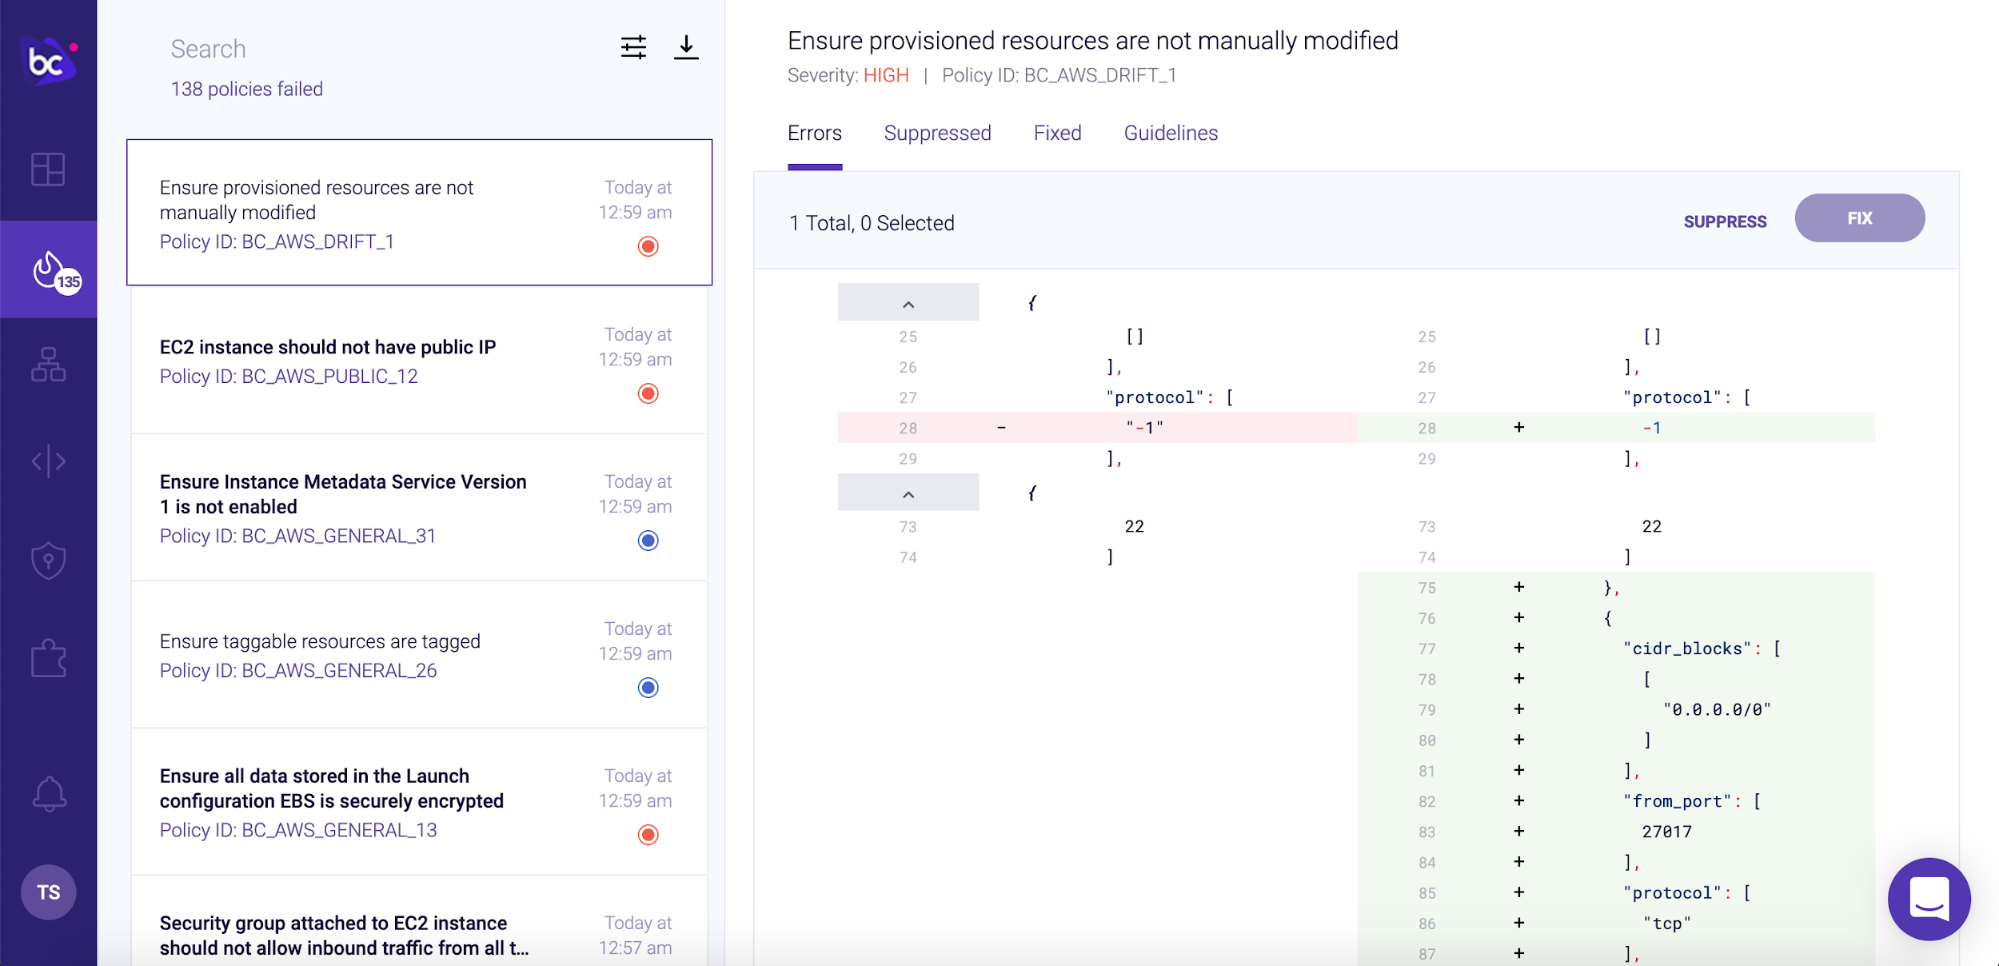 bc
135
TS
Search
138 policies failed
Ensure provisioned resources are not
manually modified
Policy ID: BC_AWS_DRIFT_1
Today at
12:59 am
EC2 instance should not have public IP
Policy ID: BC_AWS_PUBLIC_12
Today at
12:59 am
Ensure Instance Metadata Service Version
1 is not enabled
Policy ID: BC_AWS_GENERAL_31
Today at
12:59 am
Ensure taggable resources are tagged
Policy ID: BC_AWS_GENERAL_26
Today at
12:59 am
Ensure all data stored in the Launch
configuration EBS is securely encrypted
Policy ID: BC_AWS_GENERAL_13
Today at
12:59 am
Security group attached to EC2 instance
should not allow inbound traffic from all t...
Today at
12:57 am
Ensure provisioned resources are not manually modified
Severity: HIGH | Policy ID: BC_AWS_DRIFT_1
Errors Suppressed Fixed Guidelines
1 Total, 0 Selected SUPPRESS FIX
{
25 [] 25 []
26 ], 26 ],
27 "protocol": [ 27 "protocol": [
28 - "-1" 28 + -1
29 ], 29 ],
{
73 22 73 22
74 ] 74 ]
75 + },
76 + {
77 + "cidr_blocks": [
78 + [
79 + "0.0.0.0/0"
80 + ]
81 + ],
82 + "from_port": [
83 + 27017
84 + ],
85 + "protocol": [
86 + "tcp"
87 + ],